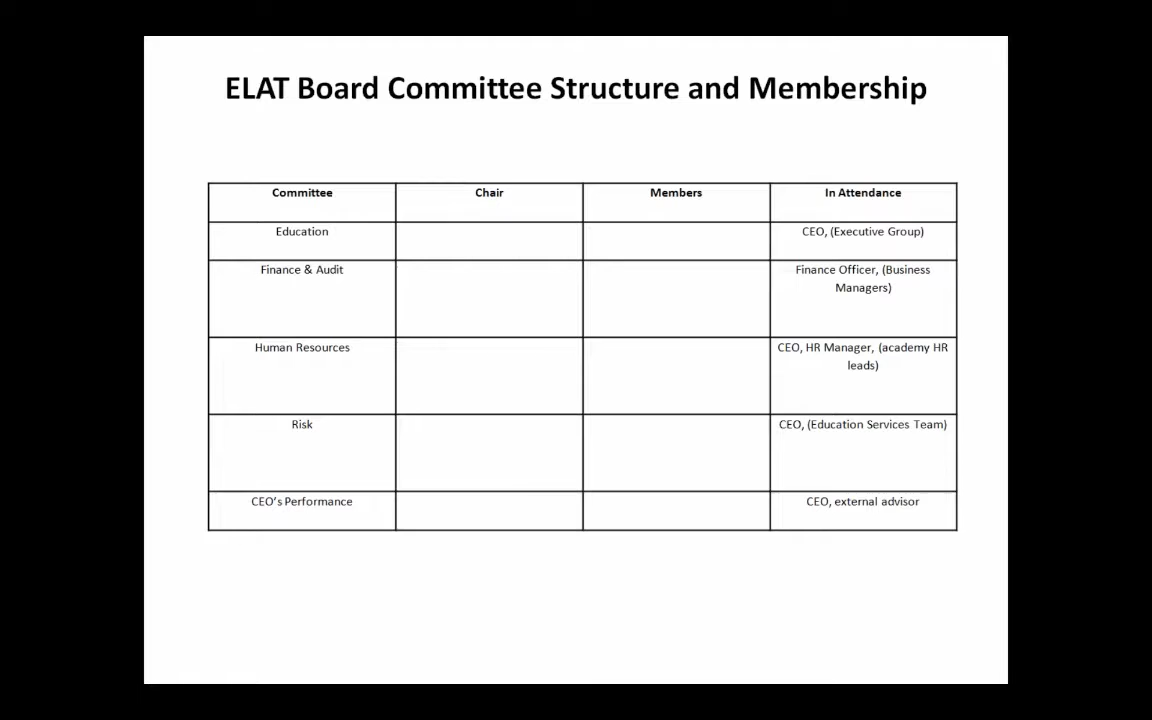 ELAT Board Committee Structure and Membership
Committee Chair Members In Attendance
Education CEO, (Executive Group)
Finance & Audit Finance Officer, (Business
Managers)
Human Resources CEO, HR Manager, (academy HR
leads)
Risk CEO, (Education Services Team)
CEO's Performance CEO, external advisor